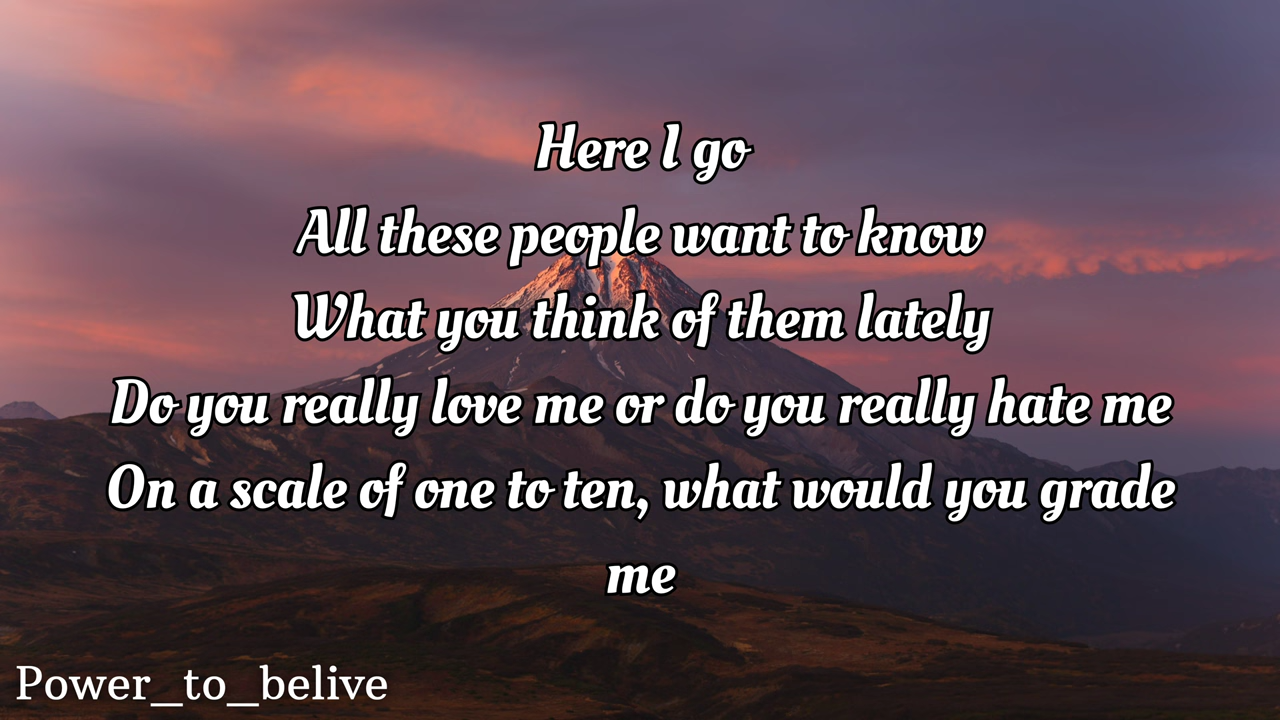 Here I go
All these people want to know
What you think of them lately
Do you really love me or do you really hate me
On a scale of one to ten, what would you grade
me
Power_to_belive